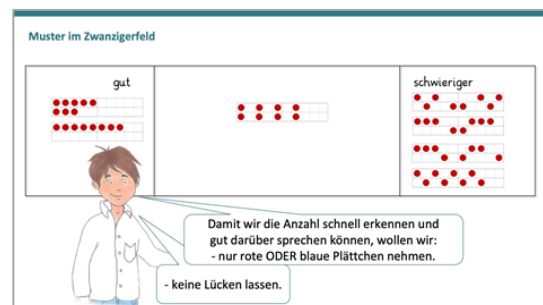 Muster im Zwanzigerfeld
gut
schwieriger
Damit wir die Anzahl schnell erkennen und
gut darüber sprechen können, wollen wir:
- nur rote ODER blaue Plättchen nehmen.
- keine Lücken lassen.